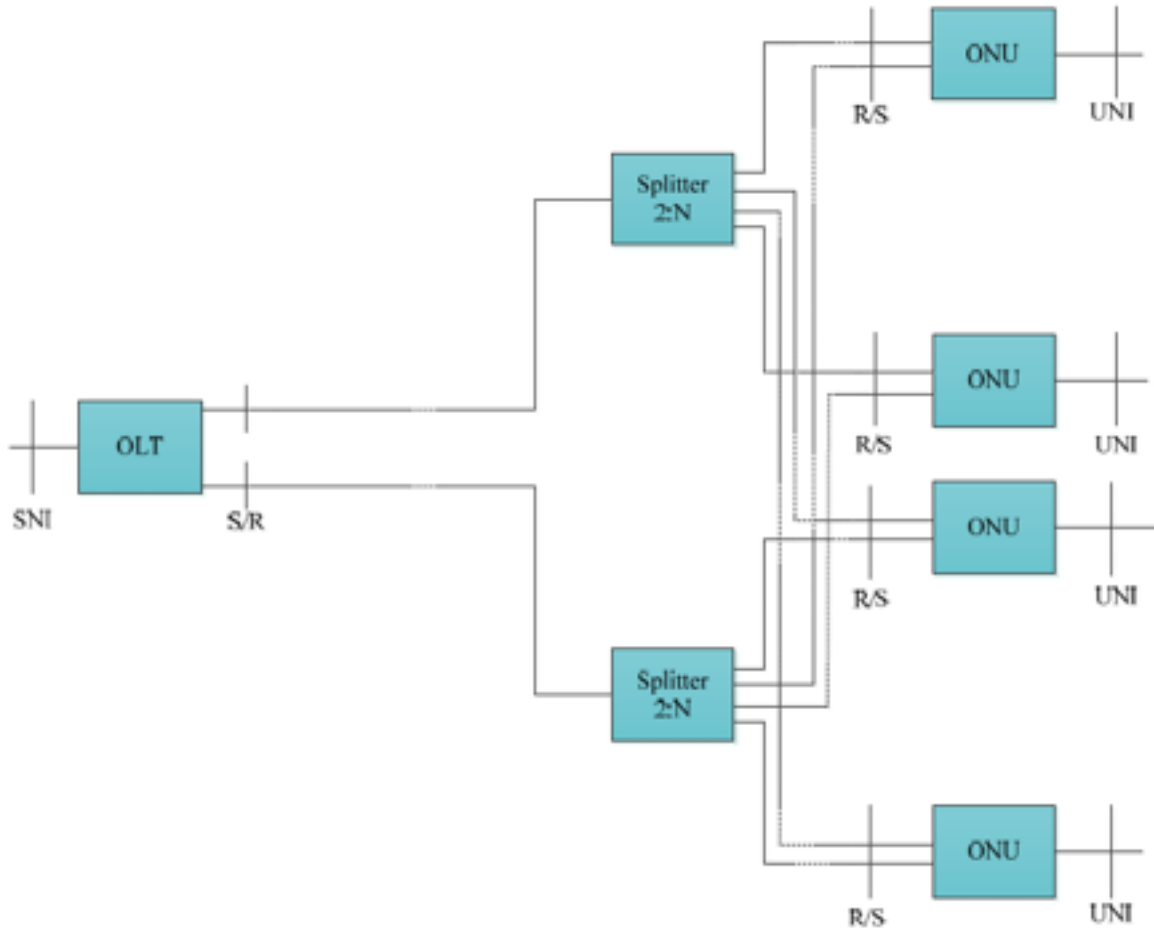 ONU
R/S
UNI
Splitter
2:N
ONU
R/S
UNI
OLT
SNI
S/R
ONU
R/S
UNI
Splitter
2:N
ONU
R/S
UNI